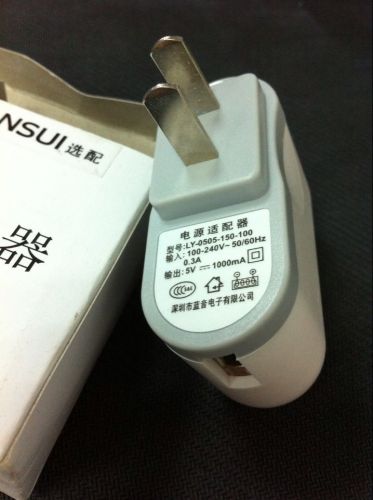 NSUI 选配
器
电源适配器
型号: LY-0505-150-100
输入: 100-240V~50/60Hz
0.3A
输出: 5V ⎓ 1000mA
深圳市蓝音电子有限公司